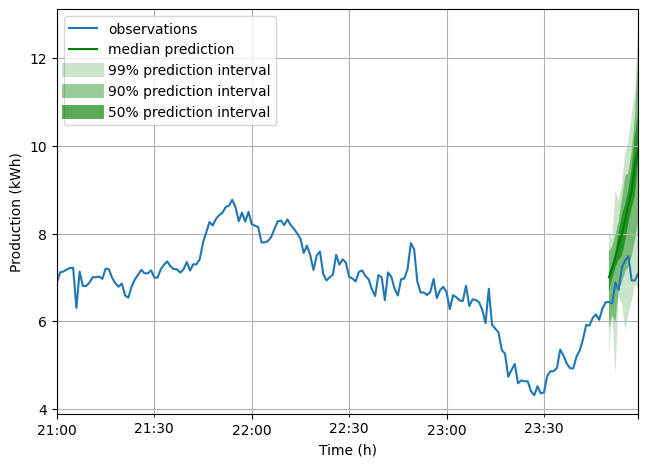 observations
median prediction
99% prediction interval
90% prediction interval
50% prediction interval
12
10
8
6
4
Production (kWh)
21:00
21:30
22:00
22:30
23:00
23:30
Time (h)